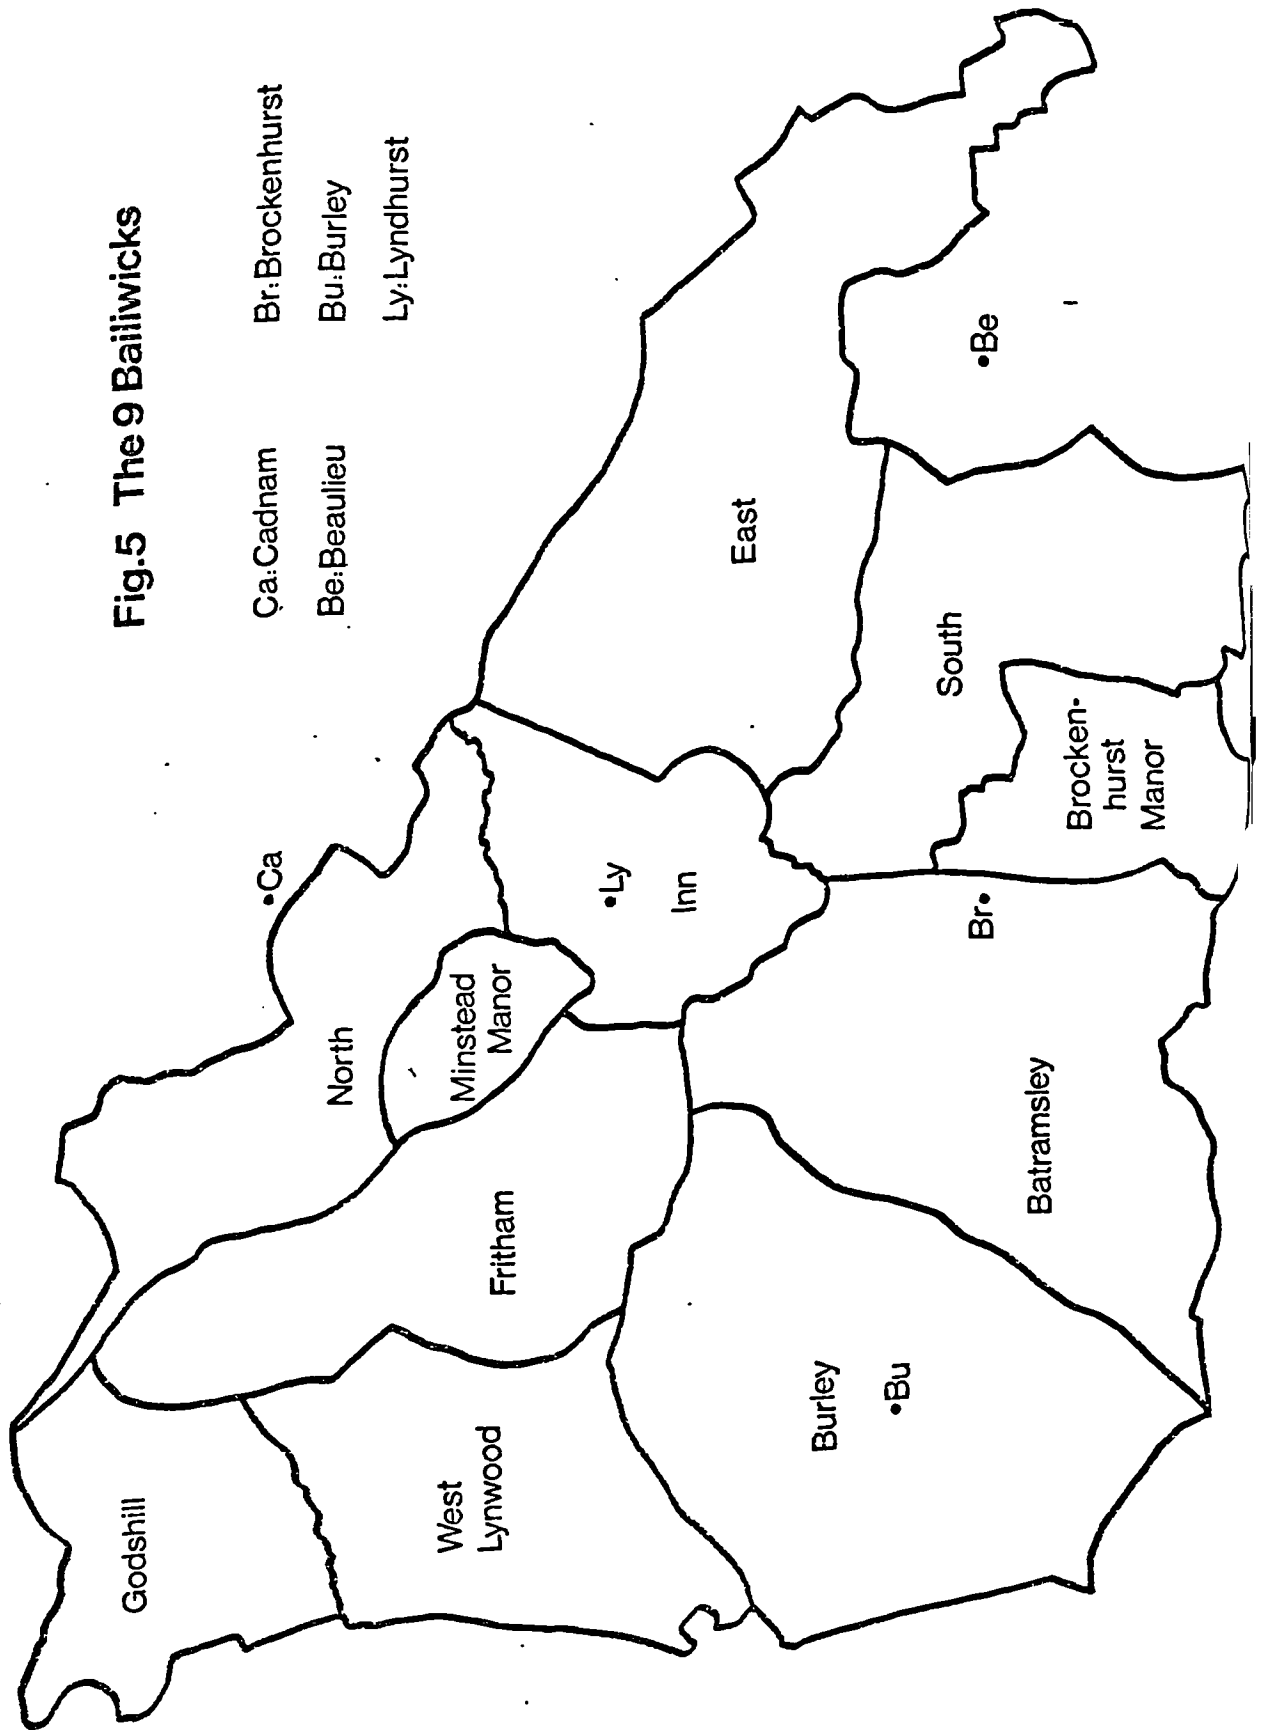 Fig.5 The 9 Bailiwicks
Ca:Cadnam Br:Brockenhurst
Be:Beaulieu Bu:Burley
Ly:Lyndhurst
Godshill
North
•Ca
West
Lynwood
Fritham
Minstead
Manor
•Ly
Inn
East
Burley
•Bu
Batramsley
Br•
South
Brocken-
hurst
Manor
•Be